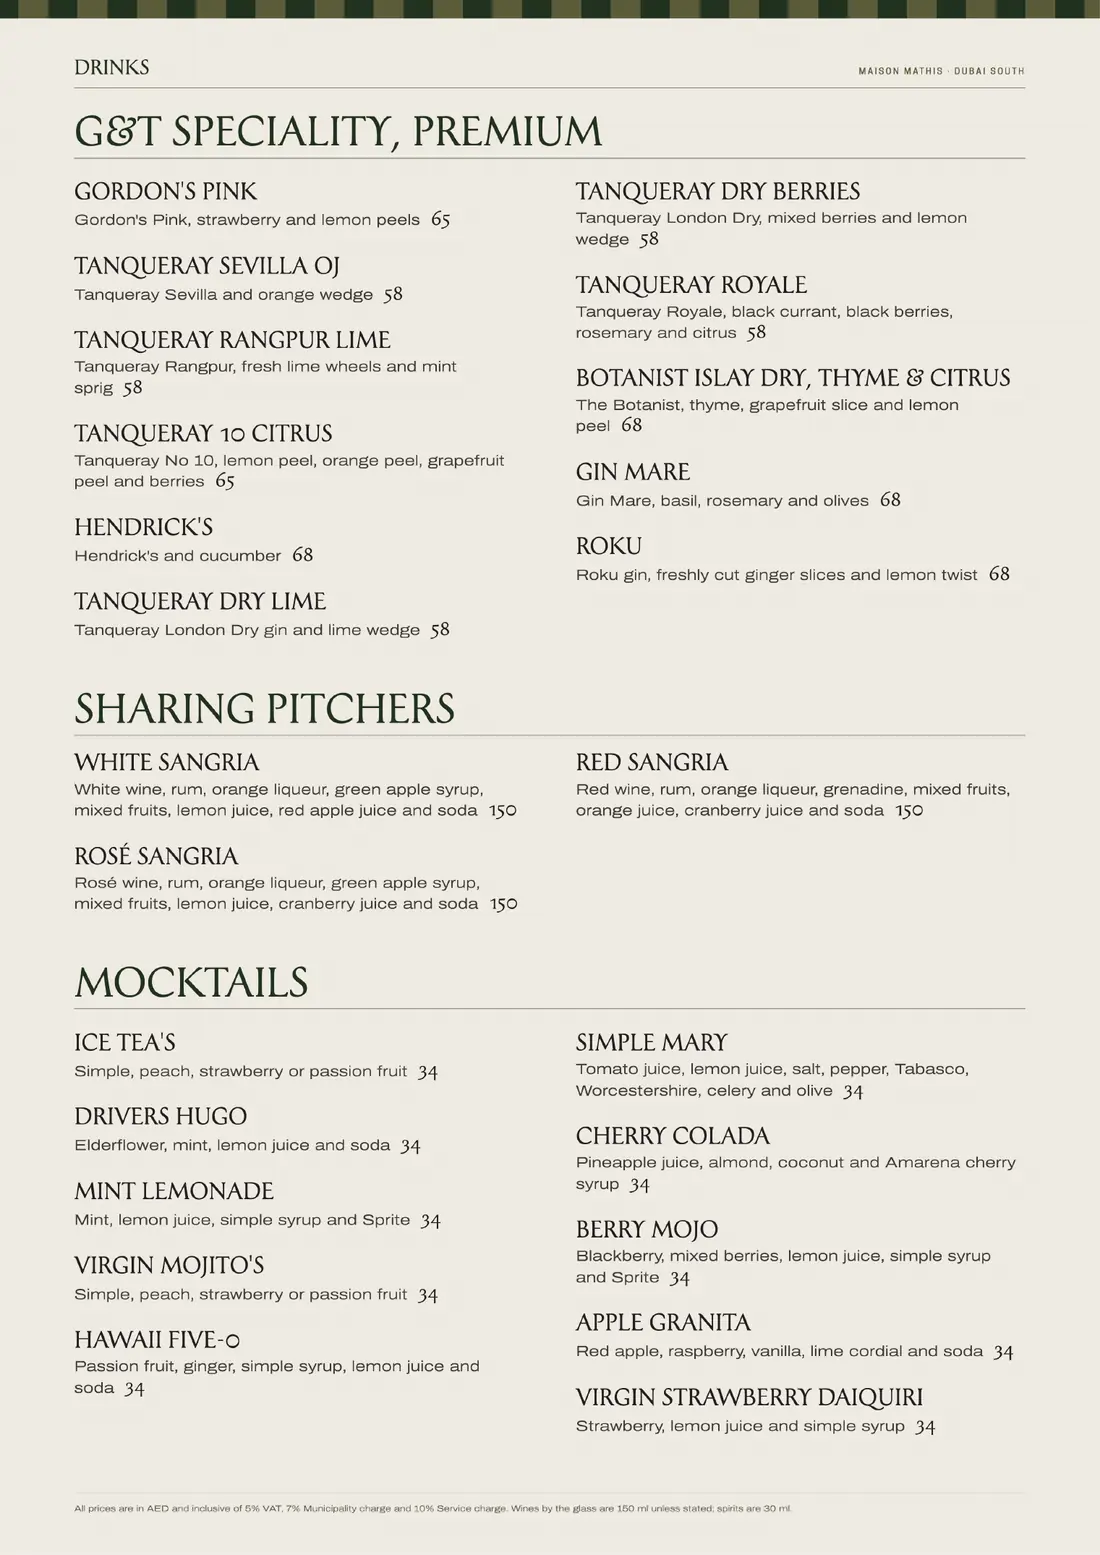 DRINKS
MAISON MATHIS · DUBAI SOUTH
G&T SPECIALITY, PREMIUM
GORDON'S PINK
Gordon's Pink, strawberry and lemon peels 65
TANQUERAY SEVILLA OJ
Tanqueray Sevilla and orange wedge 58
TANQUERAY RANGPUR LIME
Tanqueray Rangpur, fresh lime wheels and mint
sprig 58
TANQUERAY 10 CITRUS
Tanqueray No 10, lemon peel, orange peel, grapefruit
peel and berries 65
HENDRICK'S
Hendrick's and cucumber 68
TANQUERAY DRY LIME
Tanqueray London Dry gin and lime wedge 58
TANQUERAY DRY BERRIES
Tanqueray London Dry, mixed berries and lemon
wedge 58
TANQUERAY ROYALE
Tanqueray Royale, black currant, black berries,
rosemary and citrus 58
BOTANIST ISLAY DRY, THYME & CITRUS
The Botanist, thyme, grapefruit slice and lemon
peel 68
GIN MARE
Gin Mare, basil, rosemary and olives 68
ROKU
Roku gin, freshly cut ginger slices and lemon twist 68
SHARING PITCHERS
WHITE SANGRIA
White wine, rum, orange liqueur, green apple syrup,
mixed fruits, lemon juice, red apple juice and soda 150
ROSÉ SANGRIA
Rosé wine, rum, orange liqueur, green apple syrup,
mixed fruits, lemon juice, cranberry juice and soda 150
RED SANGRIA
Red wine, rum, orange liqueur, grenadine, mixed fruits,
orange juice, cranberry juice and soda 150
MOCKTAILS
ICE TEA'S
Simple, peach, strawberry or passion fruit 34
DRIVERS HUGO
Elderflower, mint, lemon juice and soda 34
MINT LEMONADE
Mint, lemon juice, simple syrup and Sprite 34
VIRGIN MOJITO'S
Simple, peach, strawberry or passion fruit 34
HAWAII FIVE-0
Passion fruit, ginger, simple syrup, lemon juice and
soda 34
SIMPLE MARY
Tomato juice, lemon juice, salt, pepper, Tabasco,
Worcestershire, celery and olive 34
CHERRY COLADA
Pineapple juice, almond, coconut and Amarena cherry
syrup 34
BERRY MOJO
Blackberry, mixed berries, lemon juice, simple syrup
and Sprite 34
APPLE GRANITA
Red apple, raspberry, vanilla, lime cordial and soda 34
VIRGIN STRAWBERRY DAIQUIRI
Strawberry, lemon juice and simple syrup 34
All prices are in AED and inclusive of 5% VAT, 7% Municipality charge and 10% Service charge. Wines by the glass are 150 ml unless stated; spirits are 30 ml.